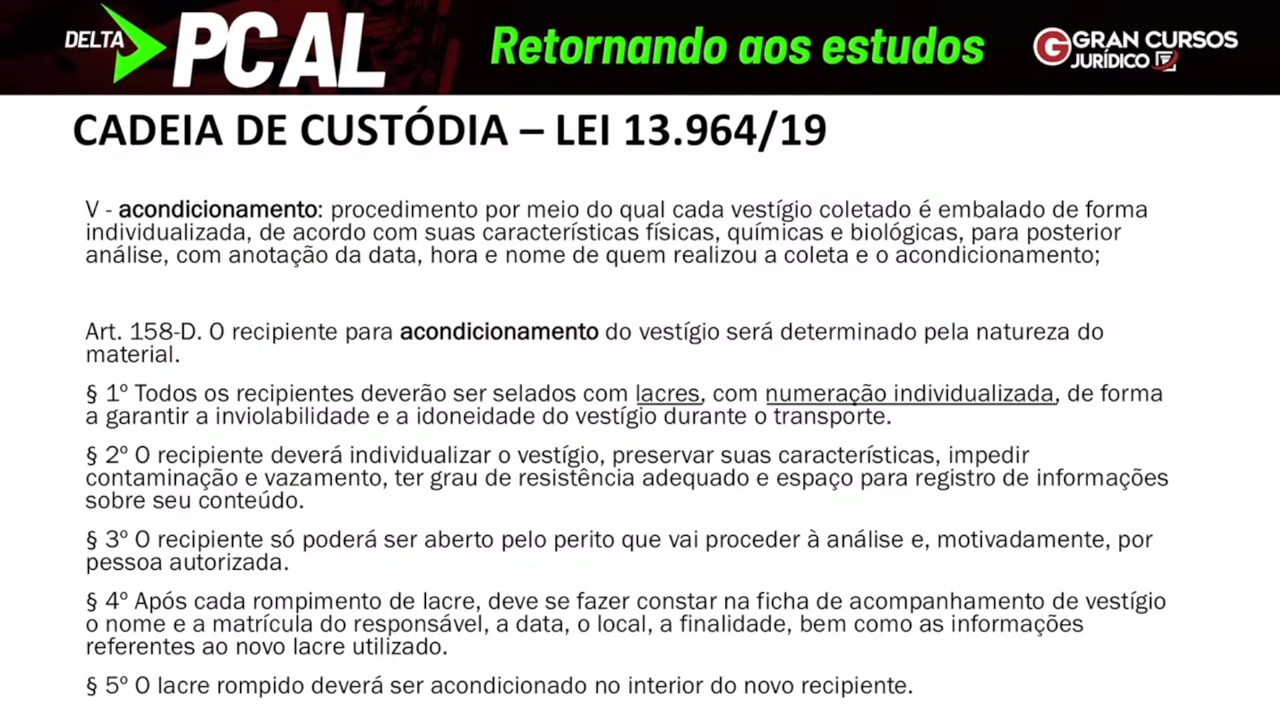 DELTA PC AL
Retornando aos estudos
GRAN CURSOS
JURÍDICO
CADEIA DE CUSTÓDIA – LEI 13.964/19
V - acondicionamento: procedimento por meio do qual cada vestígio coletado é embalado de forma
individualizada, de acordo com suas características físicas, químicas e biológicas, para posterior
análise, com anotação da data, hora e nome de quem realizou a coleta e o acondicionamento;
Art. 158-D. O recipiente para acondicionamento do vestígio será determinado pela natureza do
material.
§ 1º Todos os recipientes deverão ser selados com lacres, com numeração individualizada, de forma
a garantir a inviolabilidade e a idoneidade do vestígio durante o transporte.
§ 2º O recipiente deverá individualizar o vestígio, preservar suas características, impedir
contaminação e vazamento, ter grau de resistência adequado e espaço para registro de informações
sobre seu conteúdo.
§ 3º O recipiente só poderá ser aberto pelo perito que vai proceder à análise e, motivadamente, por
pessoa autorizada.
§ 4º Após cada rompimento de lacre, deve se fazer constar na ficha de acompanhamento de vestígio
o nome e a matrícula do responsável, a data, o local, a finalidade, bem como as informações
referentes ao novo lacre utilizado.
§ 5º O lacre rompido deverá ser acondicionado no interior do novo recipiente.